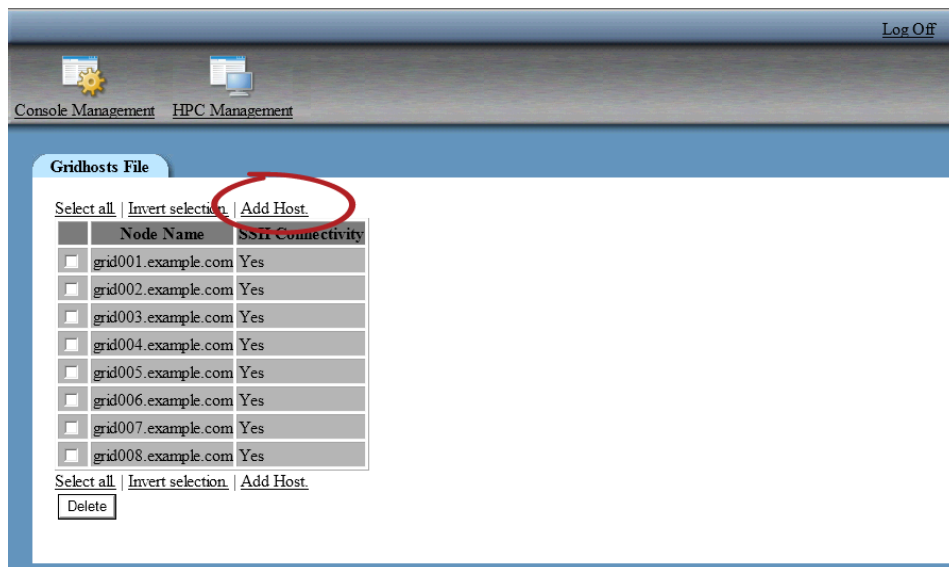 Log Off
Console Management HPC Management
Gridhosts File
Select all. | Invert selection. | Add Host.
Node Name SSH Connectivity
grid001.example.com Yes
grid002.example.com Yes
grid003.example.com Yes
grid004.example.com Yes
grid005.example.com Yes
grid006.example.com Yes
grid007.example.com Yes
grid008.example.com Yes
Select all. | Invert selection. | Add Host.
Delete